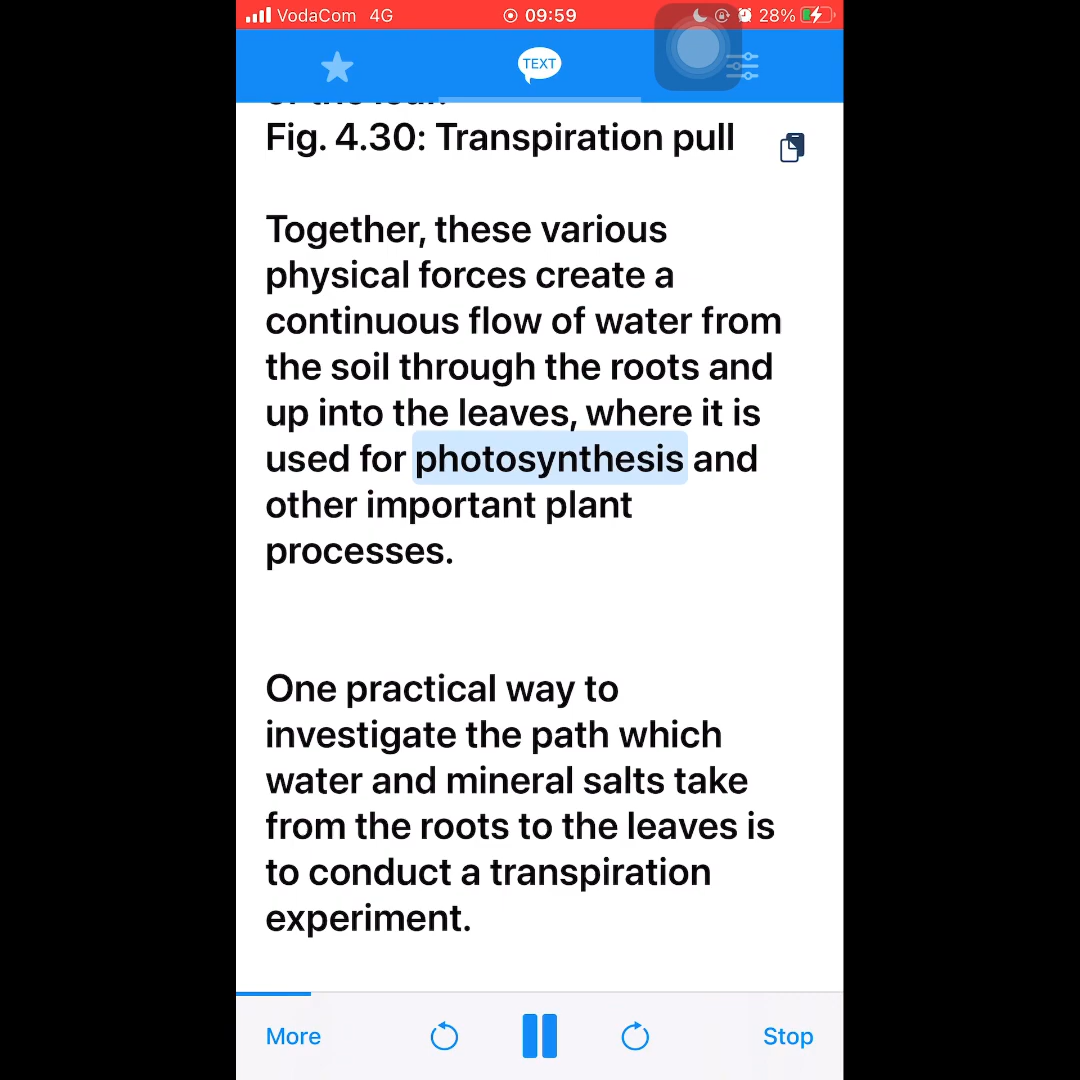 VodaCom 4G 09:59 28%
TEXT
Fig. 4.30: Transpiration pull
Together, these various
physical forces create a
continuous flow of water from
the soil through the roots and
up into the leaves, where it is
used for photosynthesis and
other important plant
processes.
One practical way to
investigate the path which
water and mineral salts take
from the roots to the leaves is
to conduct a transpiration
experiment.
More Stop